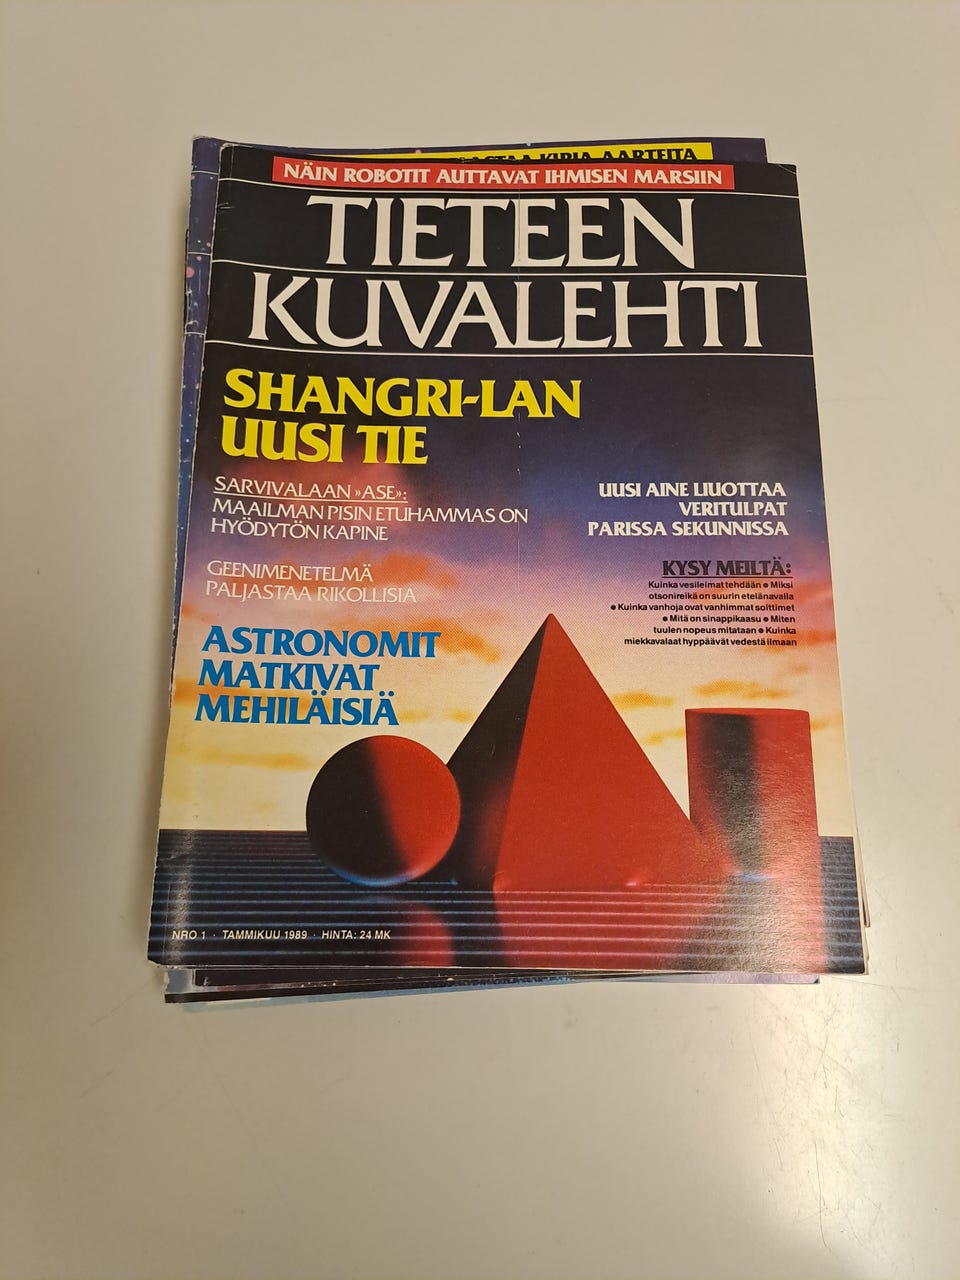 KIRJA-AARTEITA
NÄIN ROBOTIT AUTTAVAT IHMISEN MARSIIN
TIETEEN
KUVALEHTI
SHANGRI-LAN
UUSI TIE
SARVIVALAAN »ASE»:
MAAILMAN PISIN ETUHAMMAS ON
HYÖDYTÖN KAPINE
GEENIMENETELMÄ
PALJASTAA RIKOLLISIA
ASTRONOMIT
MATKIVAT
MEHILÄISIÄ
UUSI AINE LIUOTTAA
VERITULPAT
PARISSA SEKUNNISSA
KYSY MEILTÄ:
Kuinka vesileimat tehdään ● Miksi
otsonireikä on suurin etelänavalla
● Kuinka vanhoja ovat vanhimmat soittimet
● Mitä on sinappikaasu ● Miten
tuulen nopeus mitataan ● Kuinka
miekkavalaat hyppäävät vedestä ilmaan
NRO 1 · TAMMIKUU 1989 · HINTA: 24 MK